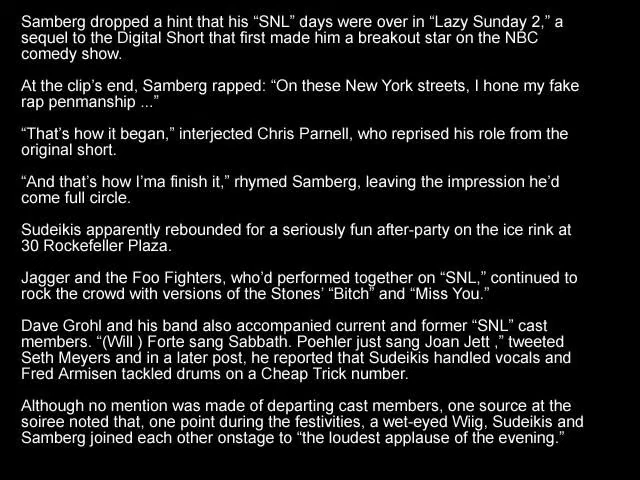 Samberg dropped a hint that his “SNL” days were over in “Lazy Sunday 2,” a
sequel to the Digital Short that first made him a breakout star on the NBC
comedy show.
At the clip’s end, Samberg rapped: “On these New York streets, I hone my fake
rap penmanship ...”
“That’s how it began,” interjected Chris Parnell, who reprised his role from the
original short.
“And that’s how I’ma finish it,” rhymed Samberg, leaving the impression he’d
come full circle.
Sudeikis apparently rebounded for a seriously fun after-party on the ice rink at
30 Rockefeller Plaza.
Jagger and the Foo Fighters, who’d performed together on “SNL,” continued to
rock the crowd with versions of the Stones’ “Bitch” and “Miss You.”
Dave Grohl and his band also accompanied current and former “SNL” cast
members. “(Will ) Forte sang Sabbath. Poehler just sang Joan Jett ,” tweeted
Seth Meyers and in a later post, he reported that Sudeikis handled vocals and
Fred Armisen tackled drums on a Cheap Trick number.
Although no mention was made of departing cast members, one source at the
soiree noted that, one point during the festivities, a wet-eyed Wiig, Sudeikis and
Samberg joined each other onstage to “the loudest applause of the evening.”